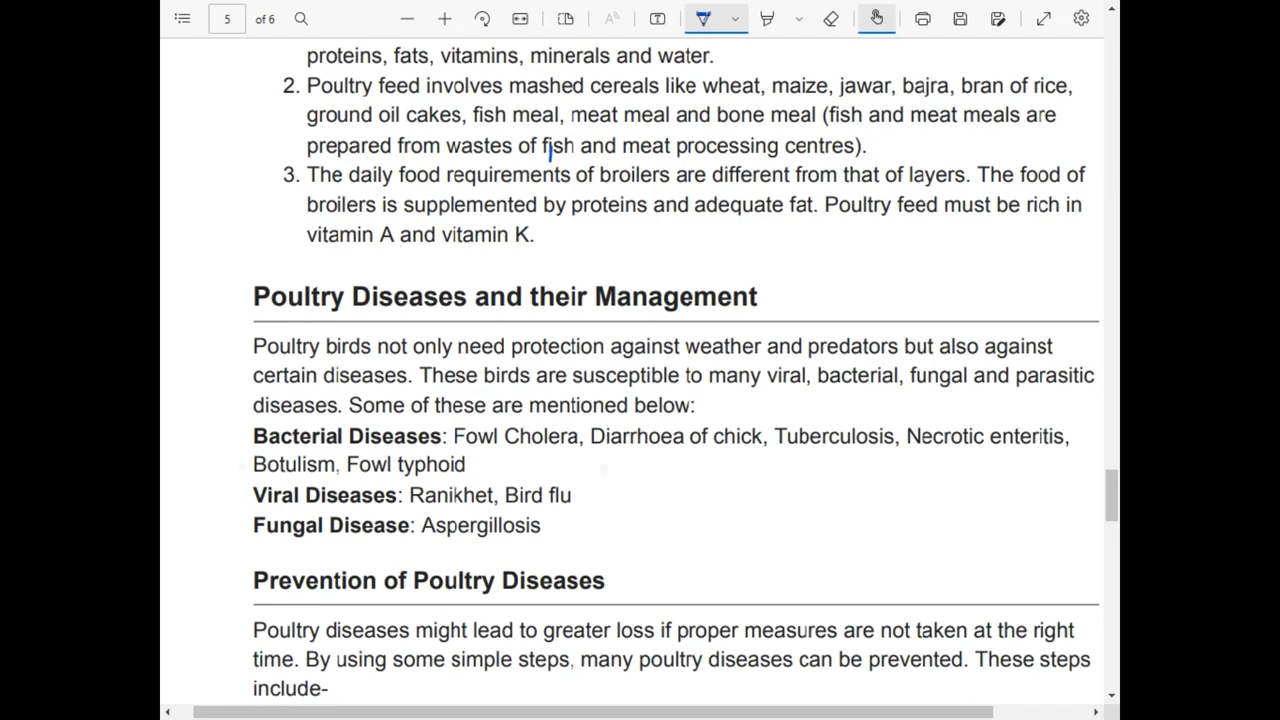 5 of 6
proteins, fats, vitamins, minerals and water.
2. Poultry feed involves mashed cereals like wheat, maize, jawar, bajra, bran of rice,
ground oil cakes, fish meal, meat meal and bone meal (fish and meat meals are
prepared from wastes of fish and meat processing centres).
3. The daily food requirements of broilers are different from that of layers. The food of
broilers is supplemented by proteins and adequate fat. Poultry feed must be rich in
vitamin A and vitamin K.
Poultry Diseases and their Management
Poultry birds not only need protection against weather and predators but also against
certain diseases. These birds are susceptible to many viral, bacterial, fungal and parasitic
diseases. Some of these are mentioned below:
Bacterial Diseases: Fowl Cholera, Diarrhoea of chick, Tuberculosis, Necrotic enteritis,
Botulism, Fowl typhoid
Viral Diseases: Ranikhet, Bird flu
Fungal Disease: Aspergillosis
Prevention of Poultry Diseases
Poultry diseases might lead to greater loss if proper measures are not taken at the right
time. By using some simple steps, many poultry diseases can be prevented. These steps
include-